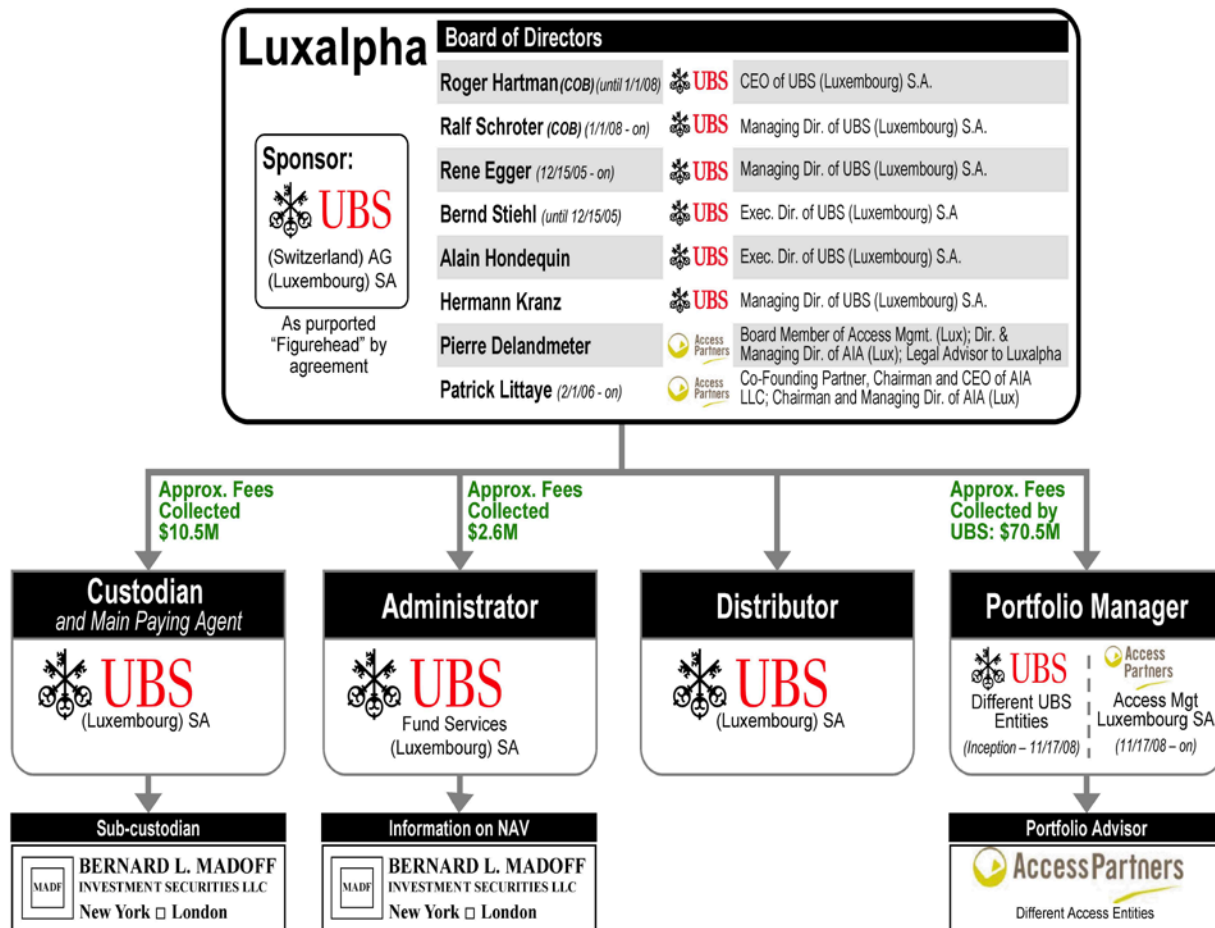 Luxalpha
Board of Directors
Roger Hartman (COB) (until 1/1/08) UBS CEO of UBS (Luxembourg) S.A.
Ralf Schroter (COB) (1/1/08 - on) UBS Managing Dir. of UBS (Luxembourg) S.A.
Rene Egger (12/15/05 - on) UBS Managing Dir. of UBS (Luxembourg) S.A.
Bernd Stiehl (until 12/15/05) UBS Exec. Dir. of UBS (Luxembourg) S.A
Alain Hondequin UBS Exec. Dir. of UBS (Luxembourg) S.A.
Hermann Kranz UBS Managing Dir. of UBS (Luxembourg) S.A.
Pierre Delandmeter Access Partners Board Member of Access Mgmt. (Lux); Dir. &
Managing Dir. of AIA (Lux); Legal Advisor to Luxalpha
Patrick Littaye (2/1/06 - on) Access Partners Co-Founding Partner, Chairman and CEO of AIA
LLC; Chairman and Managing Dir. of AIA (Lux)
Sponsor:
UBS
(Switzerland) AG
(Luxembourg) SA
As purported
“Figurehead” by
agreement
Approx. Fees
Collected
$10.5M
Approx. Fees
Collected
$2.6M
Approx. Fees
Collected by
UBS: $70.5M
Custodian
and Main Paying Agent
UBS
(Luxembourg) SA
Administrator
UBS
Fund Services
(Luxembourg) SA
Distributor
UBS
(Luxembourg) SA
Portfolio Manager
UBS
Different UBS
Entities
(Inception – 11/17/08)
Access
Partners
Access Mgt
Luxembourg SA
(11/17/08 – on)
Sub-custodian
MADF
BERNARD L. MADOFF
INVESTMENT SECURITIES LLC
New York □ London
Information on NAV
MADF
BERNARD L. MADOFF
INVESTMENT SECURITIES LLC
New York □ London
Portfolio Advisor
AccessPartners
Different Access Entities